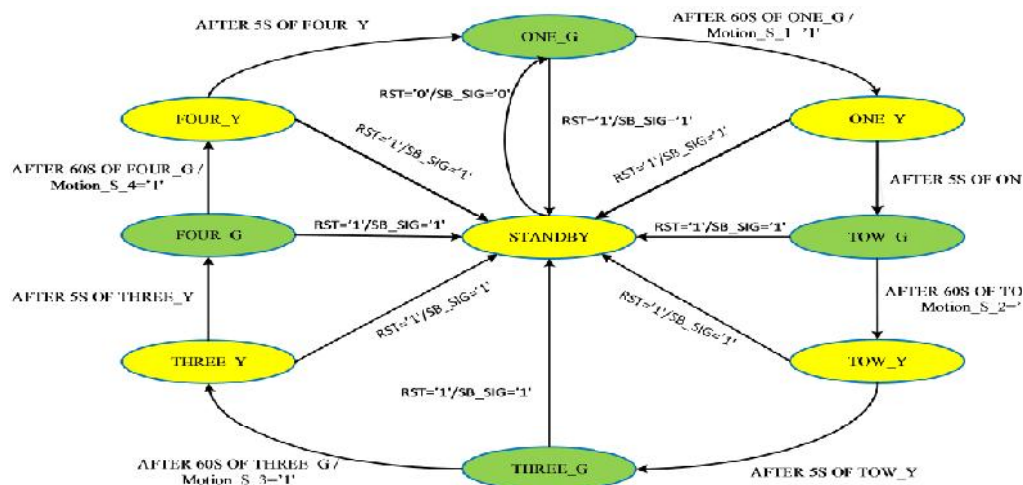 AFTER 5S OF FOUR_Y
ONE_G
AFTER 60S OF ONE_G /
Motion_S_1='1'
RST='0'/SB_SIG='0'
RST='1'/SB_SIG='1'
FOUR_Y
RST='1'/SB_SIG='1'
RST='1'/SB_SIG='1'
ONE_Y
AFTER 60S OF FOUR_G /
Motion_S_4='1'
AFTER 5S OF ON
FOUR_G
RST='1'/SB_SIG='1'
STANDBY
RST='1'/SB_SIG='1'
TOW_G
AFTER 5S OF THREE_Y
AFTER 60S OF TO
Motion_S_2='
RST='1'/SB_SIG='1'
RST='1'/SB_SIG='1'
THREE_Y
TOW_Y
RST='1'/SB_SIG='1'
AFTER 60S OF THREE_G /
Motion_S_3='1'
THREE_G
AFTER 5S OF TOW_Y